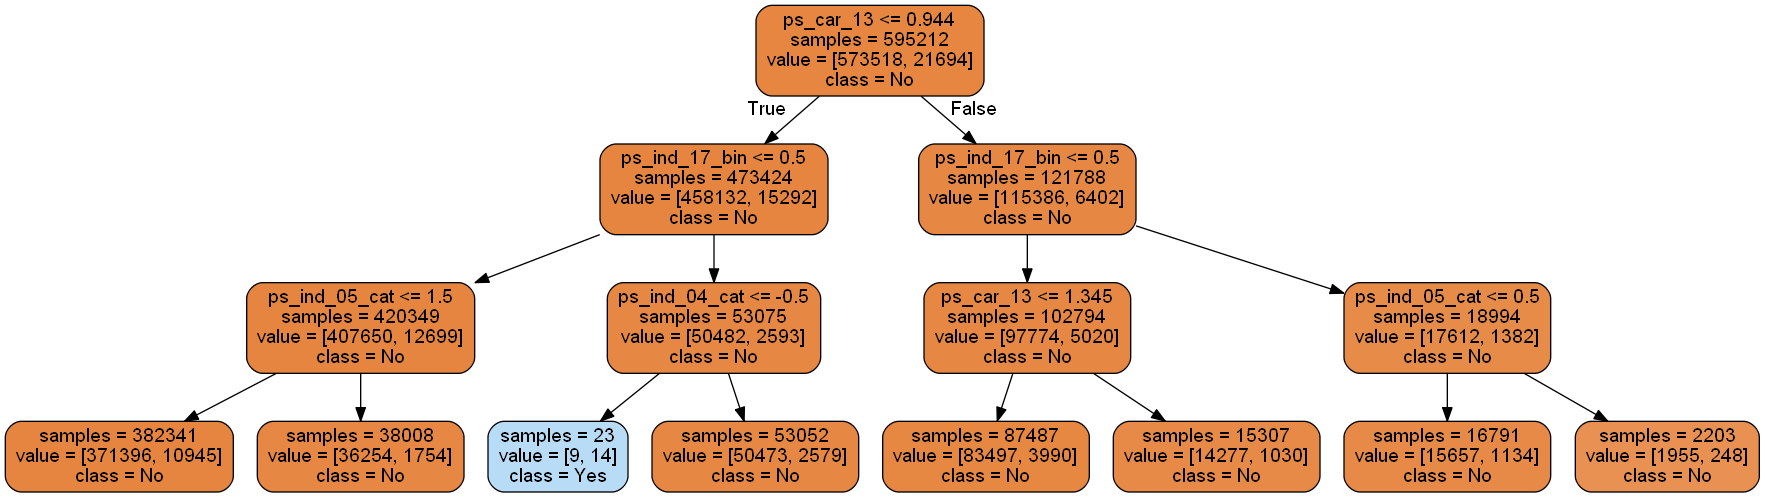 ps_car_13 <= 0.944
samples = 595212
value = [573518, 21694]
class = No
True
False
ps_ind_17_bin <= 0.5
samples = 473424
value = [458132, 15292]
class = No
ps_ind_17_bin <= 0.5
samples = 121788
value = [115386, 6402]
class = No
ps_ind_05_cat <= 1.5
samples = 420349
value = [407650, 12699]
class = No
ps_ind_04_cat <= -0.5
samples = 53075
value = [50482, 2593]
class = No
ps_car_13 <= 1.345
samples = 102794
value = [97774, 5020]
class = No
ps_ind_05_cat <= 0.5
samples = 18994
value = [17612, 1382]
class = No
samples = 382341
value = [371396, 10945]
class = No
samples = 38008
value = [36254, 1754]
class = No
samples = 23
value = [9, 14]
class = Yes
samples = 53052
value = [50473, 2579]
class = No
samples = 87487
value = [83497, 3990]
class = No
samples = 15307
value = [14277, 1030]
class = No
samples = 16791
value = [15657, 1134]
class = No
samples = 2203
value = [1955, 248]
class = No